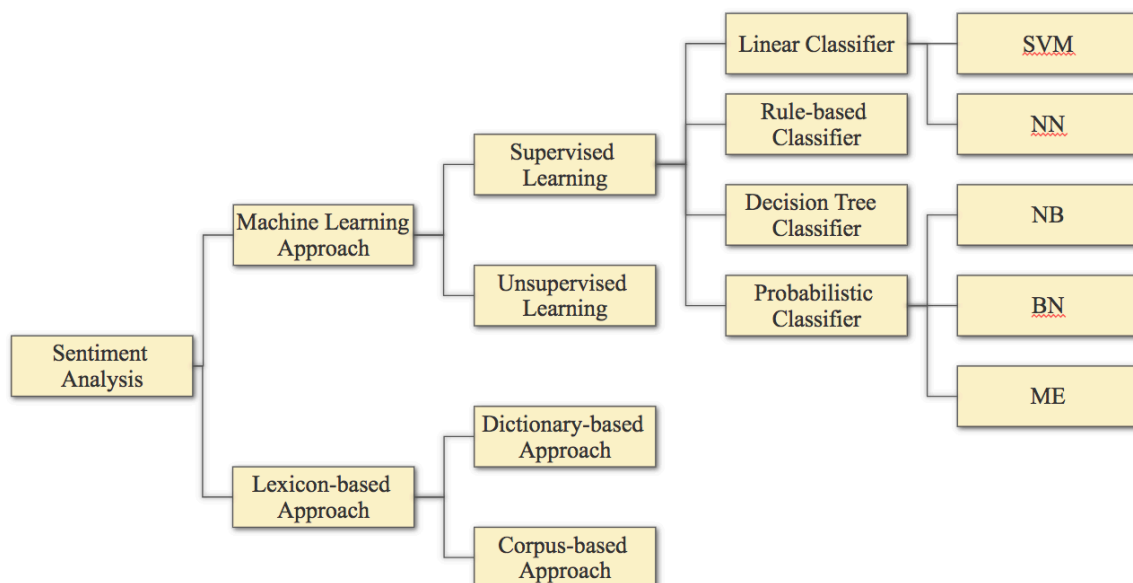 Sentiment
Analysis
Machine Learning
Approach
Lexicon-based
Approach
Supervised
Learning
Unsupervised
Learning
Dictionary-based
Approach
Corpus-based
Approach
Linear Classifier
Rule-based
Classifier
Decision Tree
Classifier
Probabilistic
Classifier
SVM
NN
NB
BN
ME